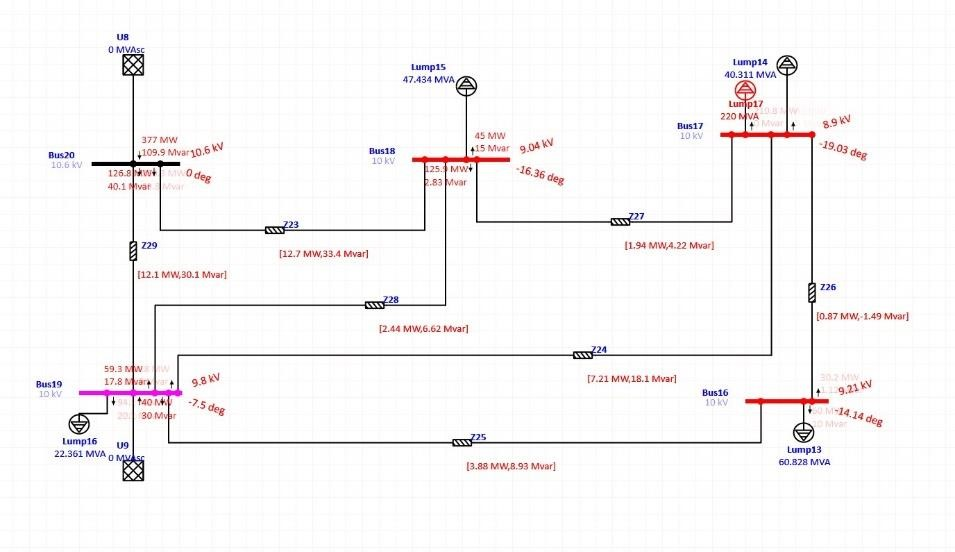 U8
0 MVAsc
377 MW
109.9 Mvar
10.6 kV
Bus20
10.6 kV
0 deg
126.8 MW
40.1 Mvar
Z29
[12.1 MW,30.1 Mvar]
Z23
[12.7 MW,33.4 Mvar]
Lump15
47.434 MVA
45 MW
15 Mvar
9.04 kV
Bus18
10 kV
-16.36 deg
125.9 MW
2.83 Mvar
Z27
[1.94 MW,4.22 Mvar]
Lump14
40.311 MVA
Lump17
220 MVA
Bus17
10 kV
8.9 kV
-19.03 deg
Z28
[2.44 MW,6.62 Mvar]
Z26
[0.87 MW,-1.49 Mvar]
Z24
[7.21 MW,18.1 Mvar]
59.3 MW
17.8 Mvar
9.8 kV
Bus19
10 kV
-7.5 deg
140 MW
30 Mvar
Lump16
22.361 MVA
U9
0 MVAsc
Z25
[3.88 MW,8.93 Mvar]
Bus16
10 kV
30.2 MW
9.21 kV
-14.14 deg
10 Mvar
Lump13
60.828 MVA